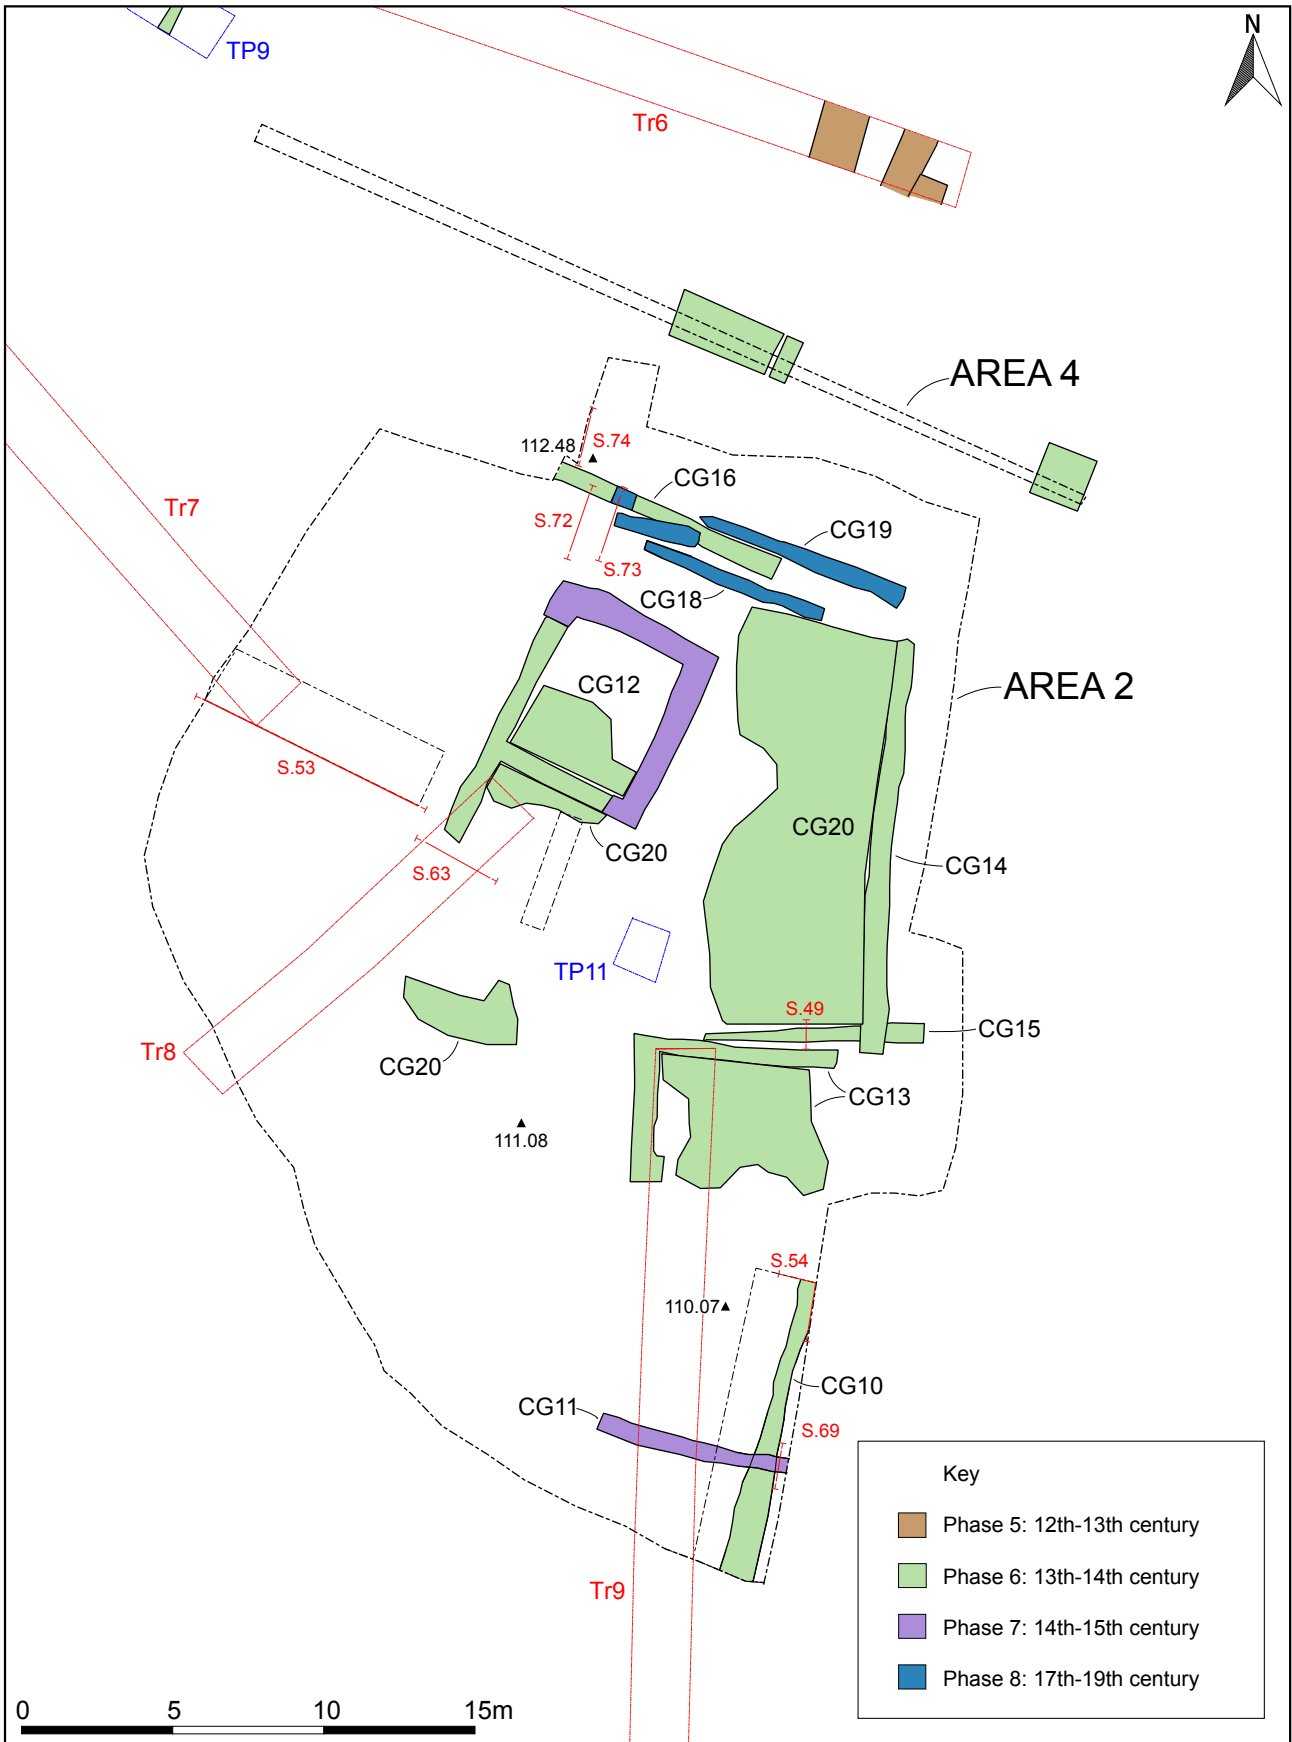 N
TP9
Tr6
AREA 4
112.48
S.74
CG16
Tr7
S.72
CG19
S.73
CG18
CG12
AREA 2
S.53
CG20
CG20
CG14
S.63
TP11
S.49
CG15
Tr8
CG20
CG13
111.08
S.54
110.07
CG10
CG11
S.69
Key
Phase 5: 12th-13th century
Phase 6: 13th-14th century
Tr9
Phase 7: 14th-15th century
Phase 8: 17th-19th century
0 5 10 15m